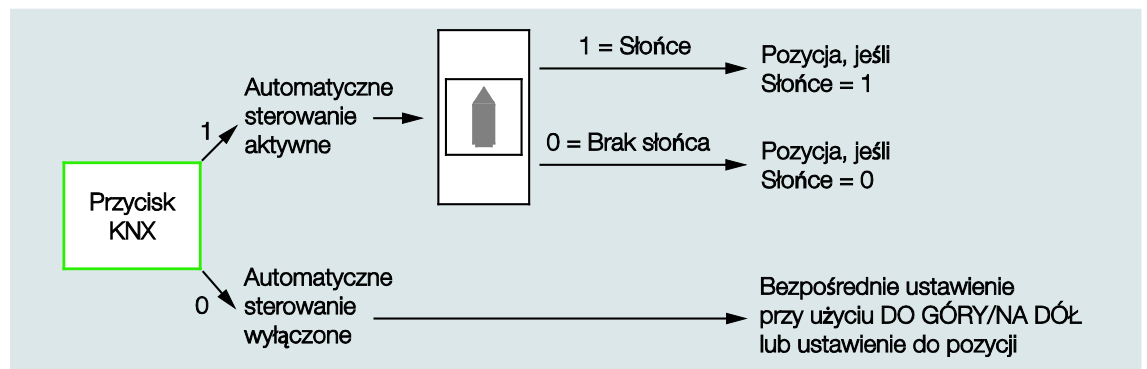 Przycisk
KNX
1
Automatyczne
sterowanie
aktywne
1 = Słońce
Pozycja, jeśli
Słońce = 1
0 = Brak słońca
Pozycja, jeśli
Słońce = 0
0
Automatyczne
sterowanie
wyłączone
Bezpośrednie ustawienie
przy użyciu DO GÓRY/NA DÓŁ
lub ustawienie do pozycji